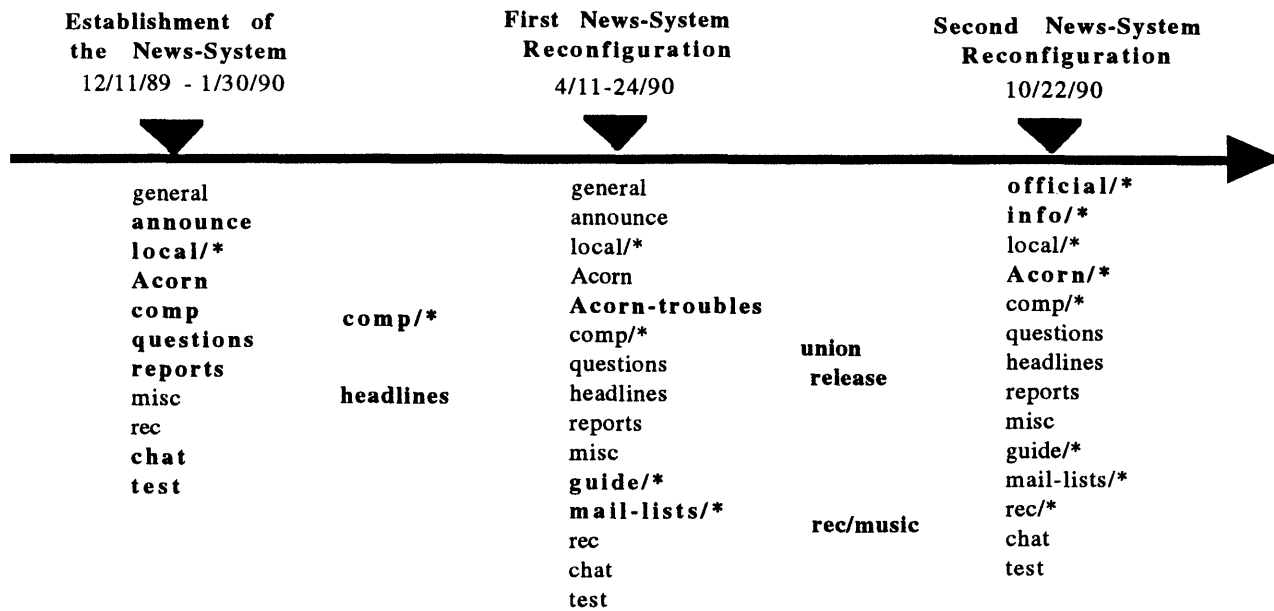 Establishment of
the News-System
12/11/89 - 1/30/90
First News-System
Reconfiguration
4/11-24/90
Second News-System
Reconfiguration
10/22/90
general
announce
local/*
Acorn
comp
questions
reports
misc
rec
chat
test
comp/*
headlines
general
announce
local/*
Acorn
Acorn-troubles
comp/*
questions
headlines
reports
misc
guide/*
mail-lists/*
rec
chat
test
union
release
rec/music
official/*
info/*
local/*
Acorn/*
comp/*
questions
headlines
reports
misc
guide/*
mail-lists/*
rec/*
chat
test